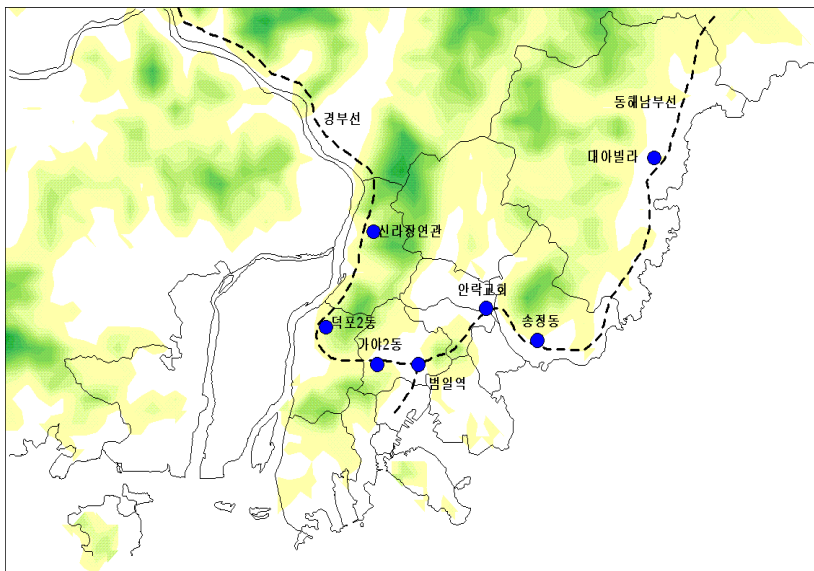 동해남부선
경부선
대아빌라
신라장연관
안락교회
송정동
덕포2동
가야2동
범일역